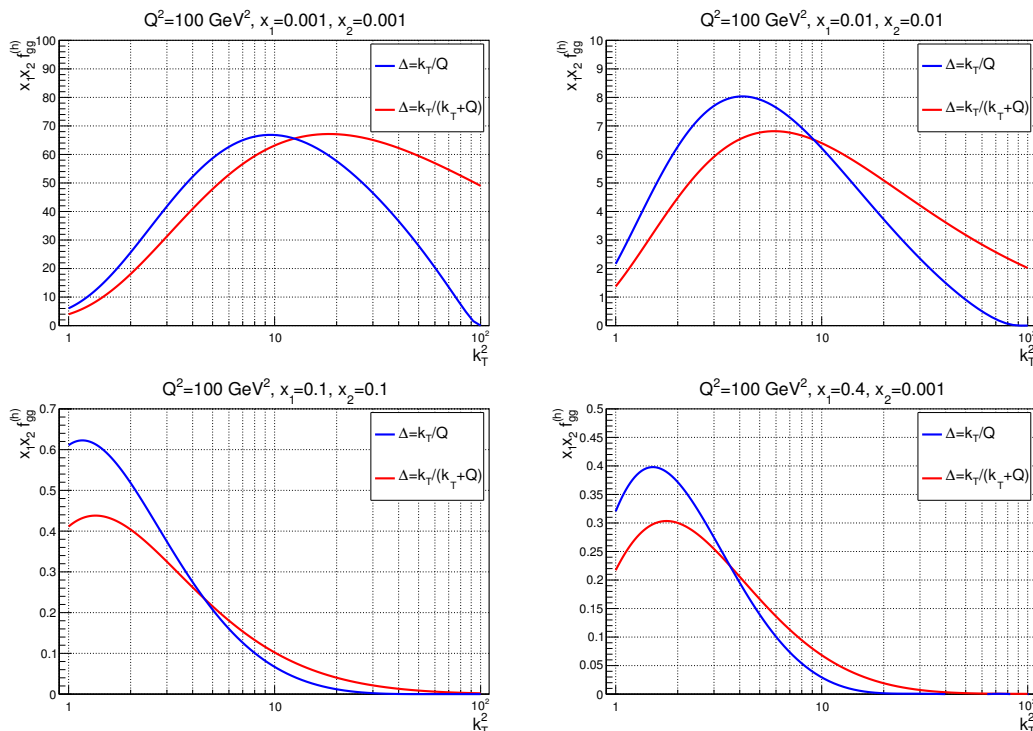 Q²=100 GeV², x₁=0.001, x₂=0.001
x₁x₂ f_gg^(h)
100
90
80
70
60
50
40
30
20
10
0
Δ=k_T/Q
Δ=k_T/(k_T+Q)
1
10
10²
k_T²
Q²=100 GeV², x₁=0.01, x₂=0.01
x₁x₂ f_gg^(h)
10
9
8
7
6
5
4
3
2
1
0
Δ=k_T/Q
Δ=k_T/(k_T+Q)
1
10
10²
k_T²
Q²=100 GeV², x₁=0.1, x₂=0.1
x₁x₂ f_gg^(h)
0.7
0.6
0.5
0.4
0.3
0.2
0.1
0
Δ=k_T/Q
Δ=k_T/(k_T+Q)
1
10
10²
k_T²
Q²=100 GeV², x₁=0.4, x₂=0.001
x₁x₂ f_gg^(h)
0.5
0.45
0.4
0.35
0.3
0.25
0.2
0.15
0.1
0.05
0
Δ=k_T/Q
Δ=k_T/(k_T+Q)
1
10
10²
k_T²